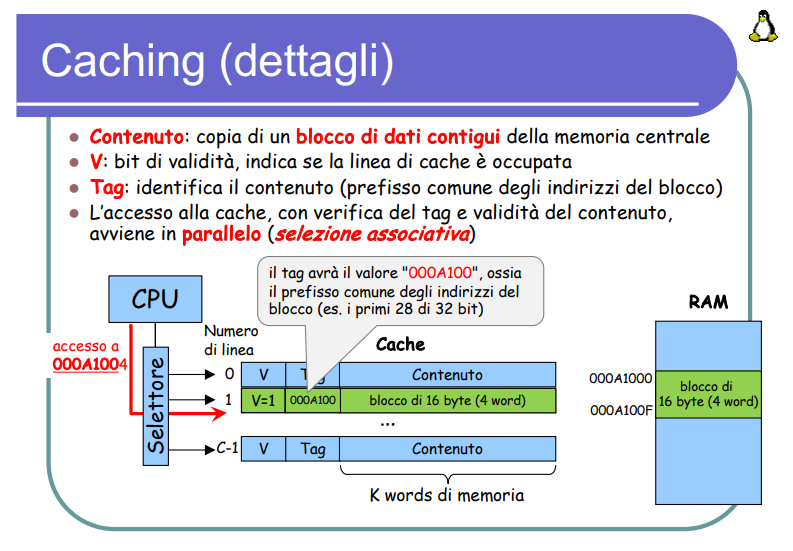 Caching (dettagli)
Contenuto: copia di un blocco di dati contigui della memoria centrale
V: bit di validità, indica se la linea di cache è occupata
Tag: identifica il contenuto (prefisso comune degli indirizzi del blocco)
L'accesso alla cache, con verifica del tag e validità del contenuto,
avviene in parallelo (selezione associativa)
il tag avrà il valore "000A100", ossia
il prefisso comune degli indirizzi del
blocco (es. i primi 28 di 32 bit)
CPU
RAM
accesso a
000A1004
Selettore
Numero
di linea
Cache
0 V Tag Contenuto
1 V=1 000A100 blocco di 16 byte (4 word)
...
C-1 V Tag Contenuto
K words di memoria
000A1000
000A100F
blocco di
16 byte (4 word)